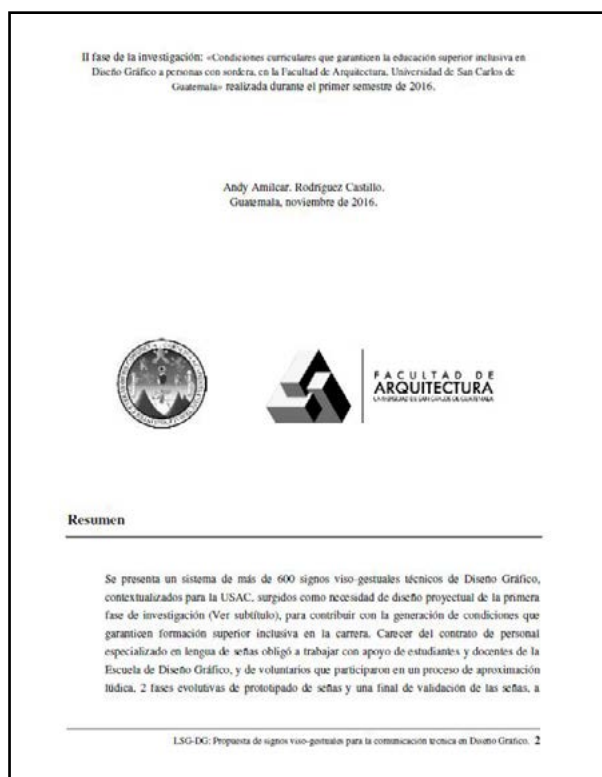 II fase de la investigación: «Condiciones curriculares que garanticen la educación superior inclusiva en
Diseño Gráfico a personas con sordera, en la Facultad de Arquitectura, Universidad de San Carlos de
Guatemala» realizada durante el primer semestre de 2016.
Andy Amilcar. Rodríguez Castillo.
Guatemala, noviembre de 2016.
FACULTAD DE
ARQUITECTURA
UNIVERSIDAD DE SAN CARLOS DE GUATEMALA
Resumen
Se presenta un sistema de más de 600 signos viso-gestuales técnicos de Diseño Gráfico,
contextualizados para la USAC, surgidos como necesidad de diseño proyectual de la primera
fase de investigación (Ver subtítulo), para contribuir con la generación de condiciones que
garanticen formación superior inclusiva en la carrera. Carecer del contrato de personal
especializado en lengua de señas obligó a trabajar con apoyo de estudiantes y docentes de la
Escuela de Diseño Gráfico, y de voluntarios que participaron en un proceso de aproximación
lúdica, 2 fases evolutivas de prototipado de señas y una final de validación de las señas, a
LSG-DG: Propuesta de signos viso-gestuales para la comunicación técnica en Diseño Gráfico. 2